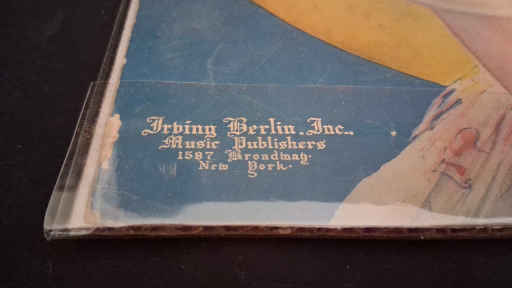 Irving Berlin. Inc.,
Music Publishers
1587 Broadway.
New York.